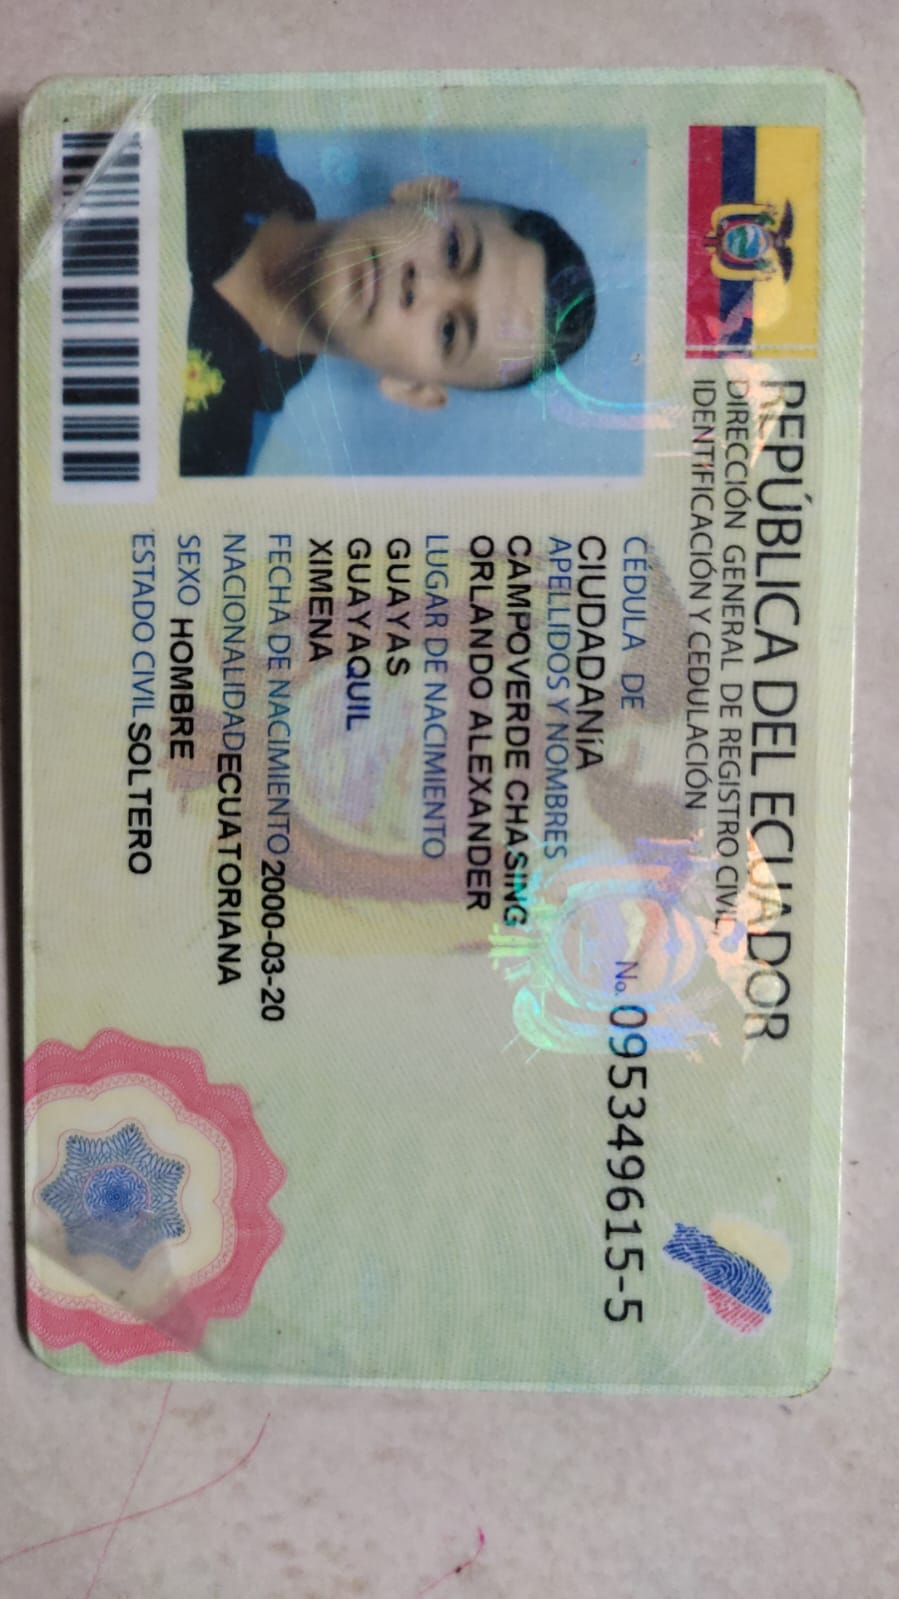 REPÚBLICA DEL ECUADOR
DIRECCIÓN GENERAL DE REGISTRO CIVIL,
IDENTIFICACIÓN Y CEDULACIÓN
CÉDULA DE
CIUDADANÍA
No. 095349615-5
APELLIDOS Y NOMBRES
CAMPOVERDE CHASING
ORLANDO ALEXANDER
LUGAR DE NACIMIENTO
GUAYAS
GUAYAQUIL
XIMENA
FECHA DE NACIMIENTO 2000-03-20
NACIONALIDAD ECUATORIANA
SEXO HOMBRE
ESTADO CIVIL SOLTERO